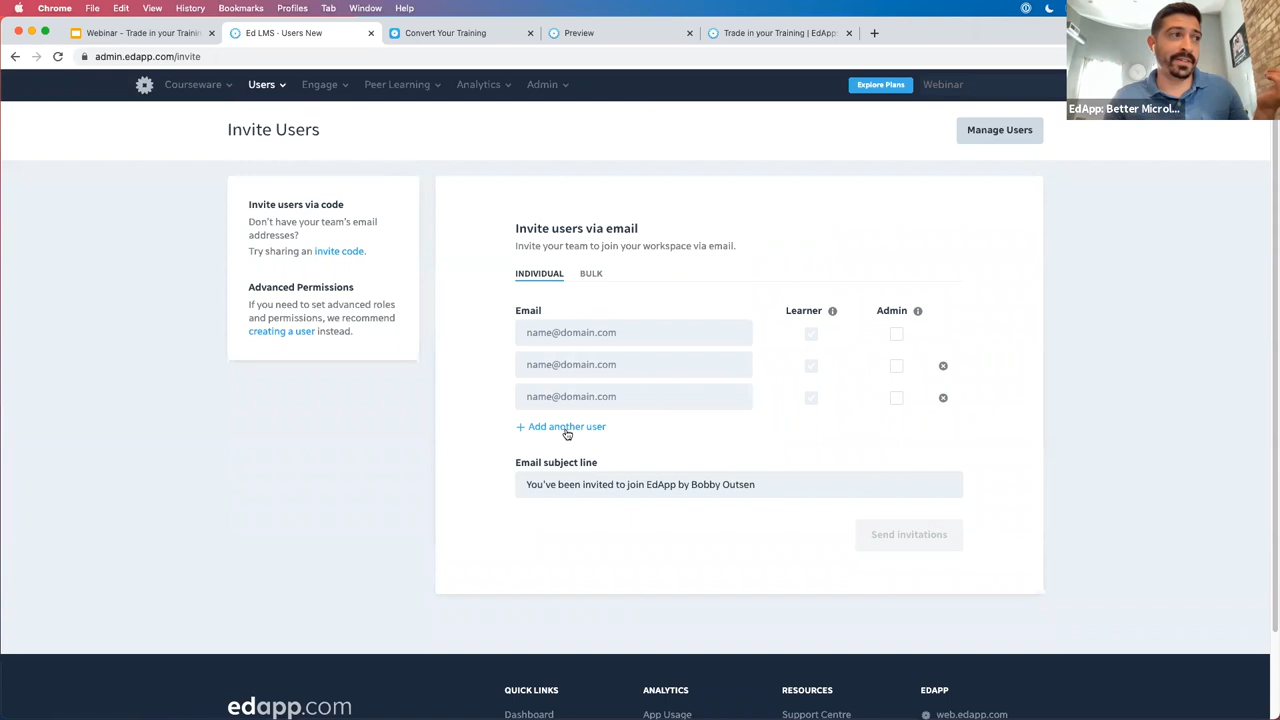 Chrome File Edit View History Bookmarks Profiles Tab Window Help
Webinar - Trade in your Trainin
Ed LMS · Users New
Convert Your Training
Preview
Trade in your Training | EdApp:
admin.edapp.com/invite
Courseware Users Engage Peer Learning Analytics Admin Explore Plans Webinar
EdApp: Better Microl...
Invite Users
Manage Users
Invite users via code
Don't have your team's email
addresses?
Try sharing an invite code.
Advanced Permissions
If you need to set advanced roles
and permissions, we recommend
creating a user instead.
Invite users via email
Invite your team to join your workspace via email.
INDIVIDUAL BULK
Email Learner Admin
name@domain.com
name@domain.com
name@domain.com
+ Add another user
Email subject line
You've been invited to join EdApp by Bobby Outsen
Send invitations
edapp.com
QUICK LINKS
Dashboard
ANALYTICS
App Usage
RESOURCES
Support Centre
EDAPP
web.edapp.com